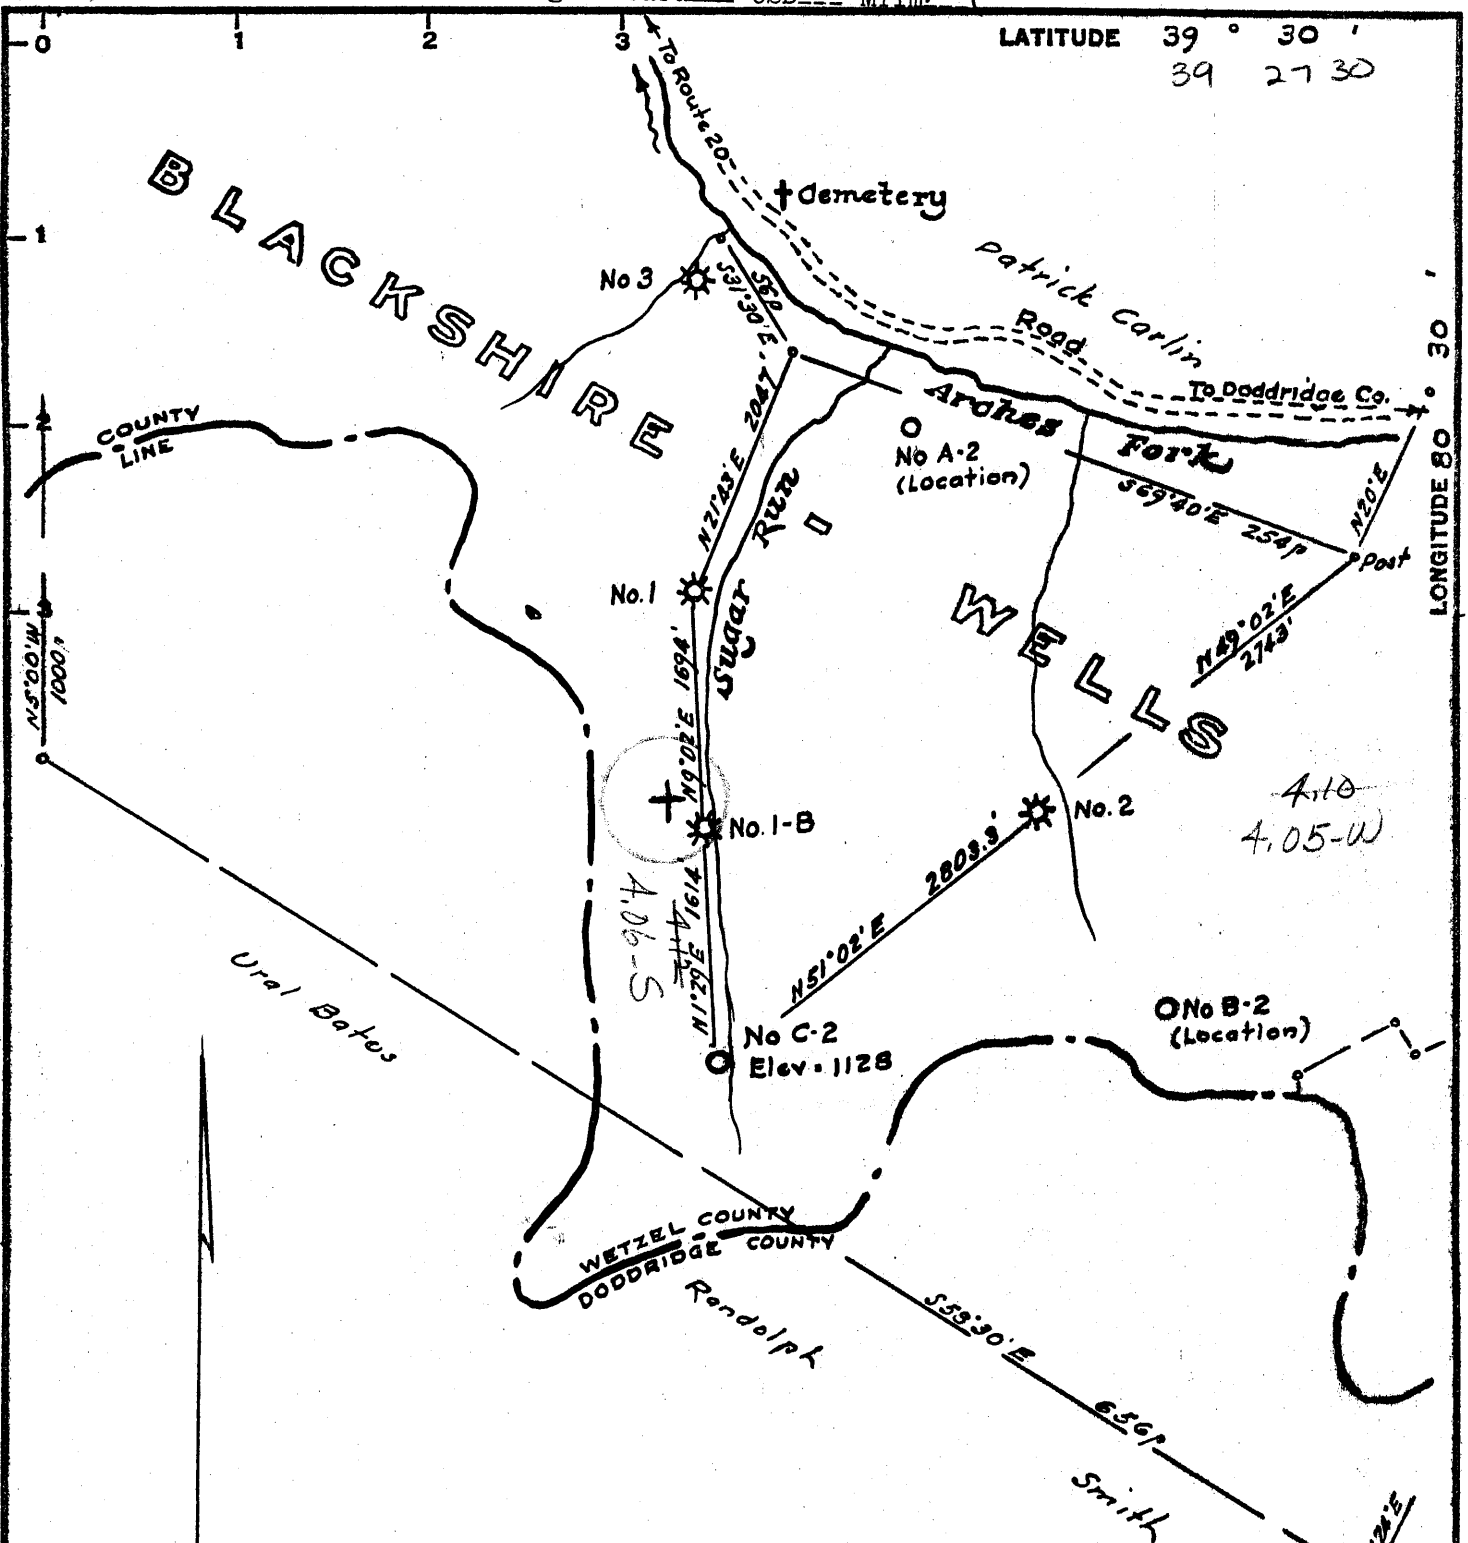 0 1 2 3
LATITUDE 39 ° 30 '
39 27 30
To Route 20
BLACKSHIRE
Cemetery
1
Patrick Carlin
No 3
56p
S31°30'E
Road
To Doddridge Co.
LONGITUDE 80 ° 30 '
Arches Fork
2
COUNTY
LINE
No A-2
(Location)
2047'
N21°43'E
Sugar Run
S69°40'E 254p
N20°E
Post
No. 1
WELLS
N49°02'E
2743'
1000'
1694'
N6°02'E
No. 1-B
No. 2
4.10
4.05-W
2803.3'
N51°02'E
1614
N1°29'E
4.06-S
Ural Bates
No C-2
Elev. 1128
No B-2
(Location)
WETZEL COUNTY
DODDRIDGE COUNTY
Randolph
S59°30'E
656p
Smith